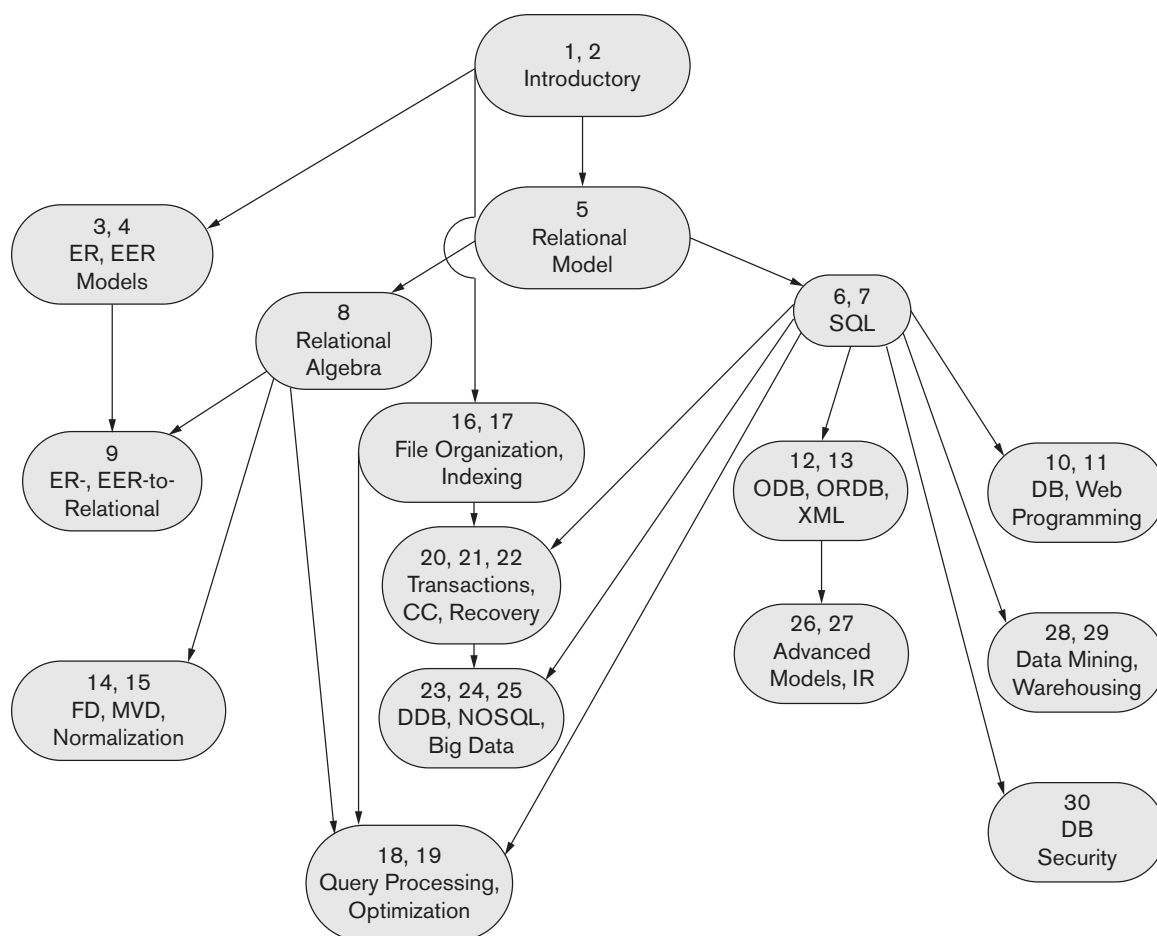 1, 2
Introductory
3, 4
ER, EER
Models
5
Relational
Model
8
Relational
Algebra
6, 7
SQL
9
ER-, EER-to-
Relational
16, 17
File Organization,
Indexing
12, 13
ODB, ORDB,
XML
10, 11
DB, Web
Programming
20, 21, 22
Transactions,
CC, Recovery
26, 27
Advanced
Models, IR
28, 29
Data Mining,
Warehousing
14, 15
FD, MVD,
Normalization
23, 24, 25
DDB, NOSQL,
Big Data
30
DB
Security
18, 19
Query Processing,
Optimization